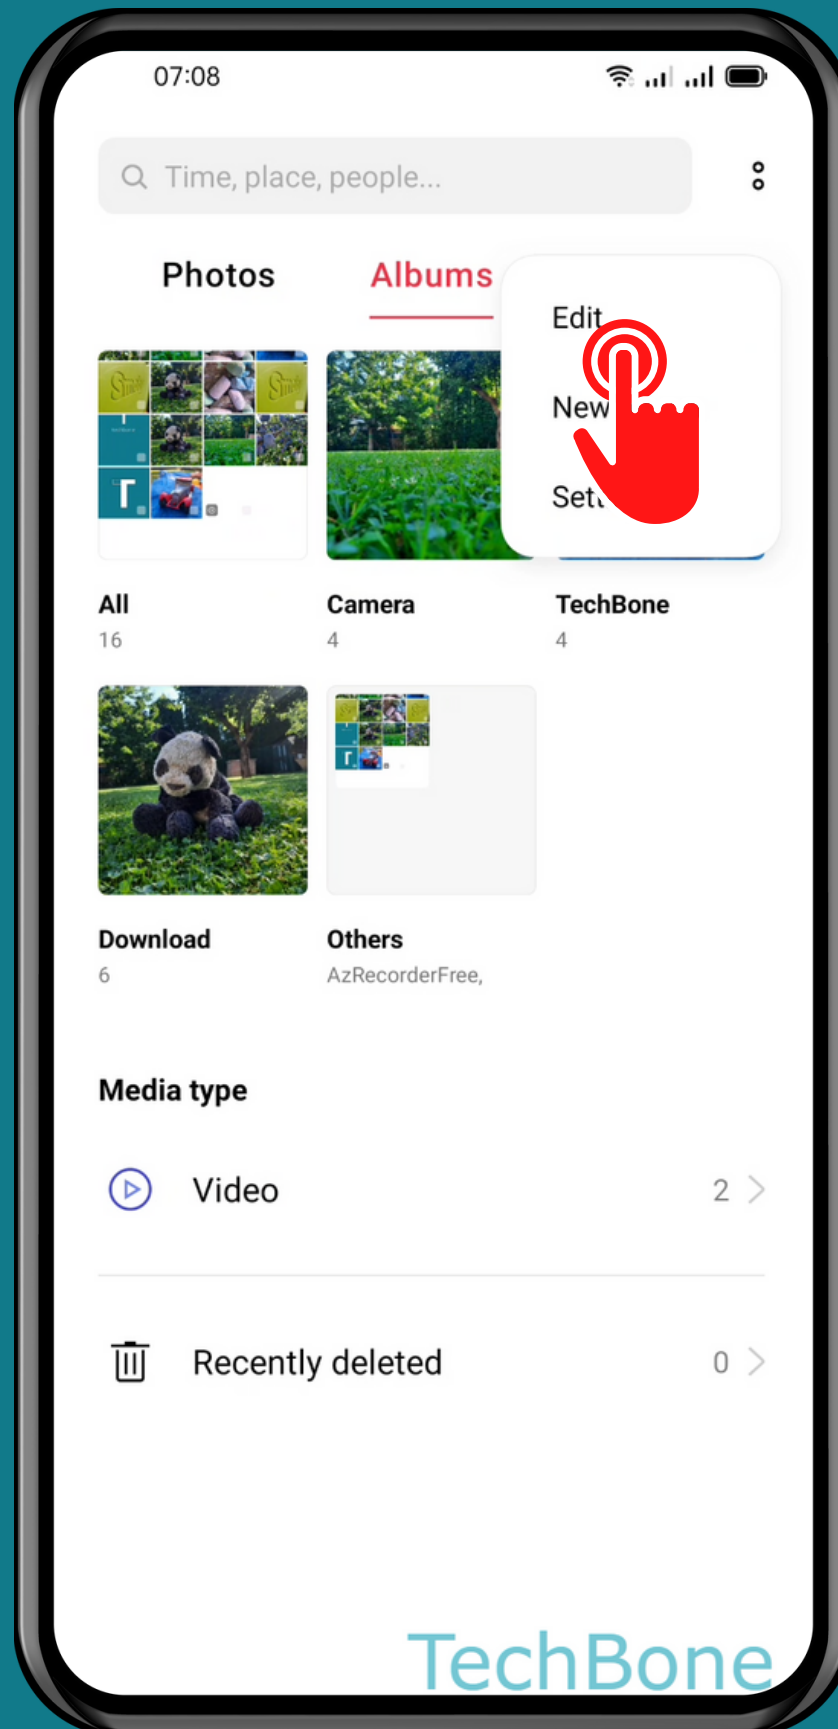 07:08
Time, place, people...
Photos Albums
Edit
New
All
16
Camera
4
TechBone
4
Download
6
Others
AzRecorderFree,
Media type
Video 2
Recently deleted 0
TechBone